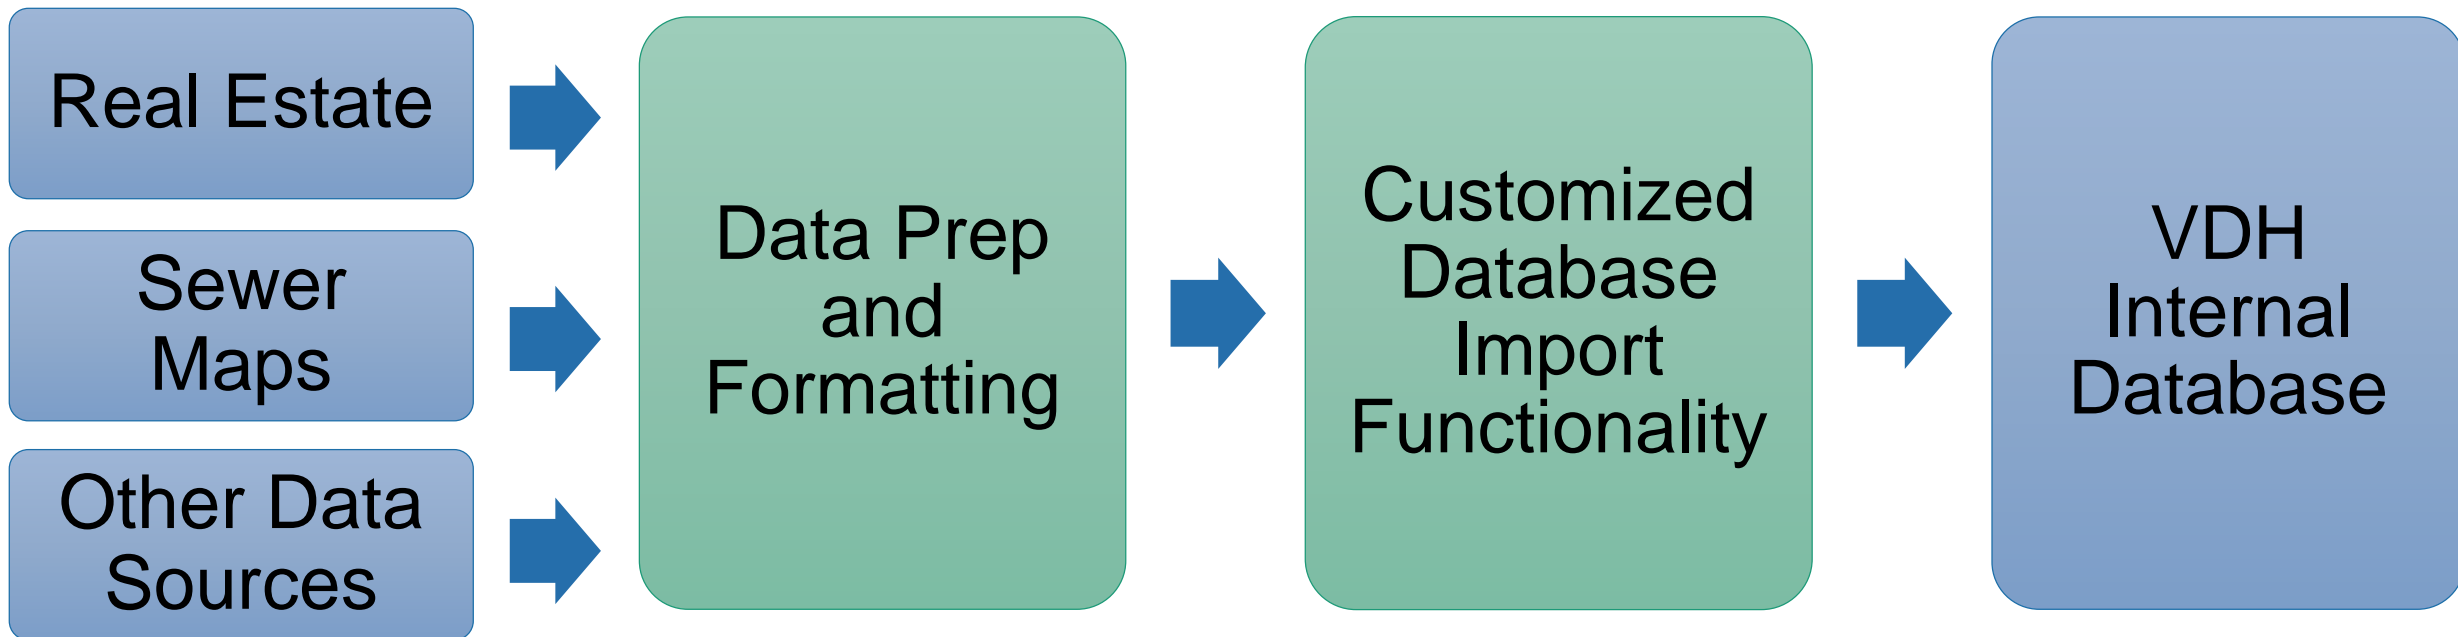 Real Estate
Sewer
Maps
Other Data
Sources
Data Prep
and
Formatting
Customized
Database
Import
Functionality
VDH
Internal
Database